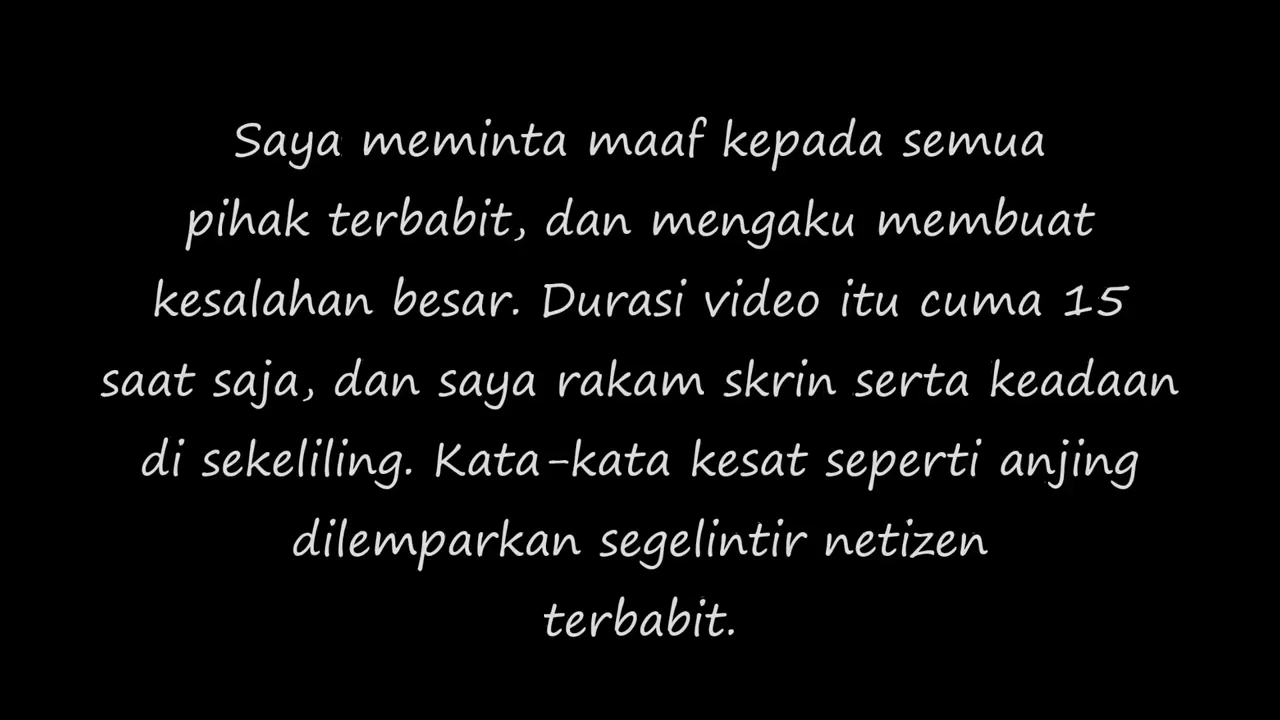 Saya meminta maaf kepada semua
pihak terbabit, dan mengaku membuat
kesalahan besar. Durasi video itu cuma 15
saat saja, dan saya rakam skrin serta keadaan
di sekeliling. Kata-kata kesat seperti anjing
dilemparkan segelintir netizen
terbabit.